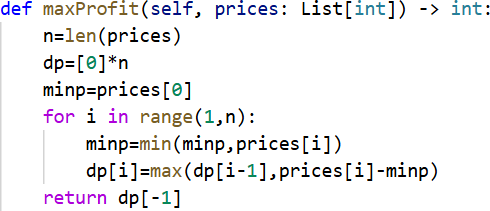 def maxProfit(self, prices: List[int]) -> int:
    n=len(prices)
    dp=[0]*n
    minp=prices[0]
    for i in range(1,n):
        minp=min(minp,prices[i])
        dp[i]=max(dp[i-1],prices[i]-minp)
    return dp[-1]